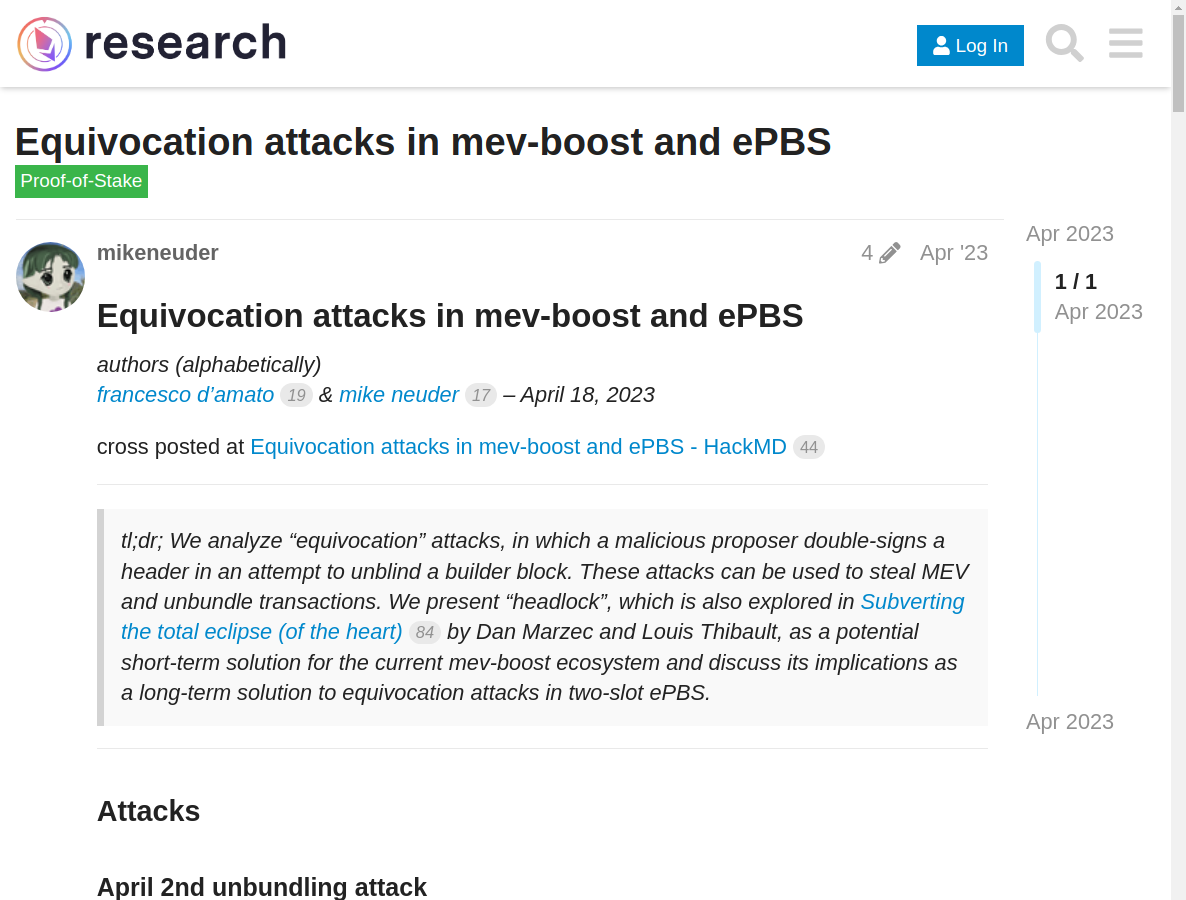 research
Log In
Equivocation attacks in mev-boost and ePBS
Proof-of-Stake
Apr 2023
mikeneuder
4
Apr '23
1 / 1
Apr 2023
Equivocation attacks in mev-boost and ePBS
authors (alphabetically)
francesco d’amato 19 & mike neuder 17 – April 18, 2023
cross posted at Equivocation attacks in mev-boost and ePBS - HackMD 44
tl;dr; We analyze “equivocation” attacks, in which a malicious proposer double-signs a
header in an attempt to unblind a builder block. These attacks can be used to steal MEV
and unbundle transactions. We present “headlock”, which is also explored in Subverting
the total eclipse (of the heart) 84 by Dan Marzec and Louis Thibault, as a potential
short-term solution for the current mev-boost ecosystem and discuss its implications as
a long-term solution to equivocation attacks in two-slot ePBS.
Apr 2023
Attacks
April 2nd unbundling attack